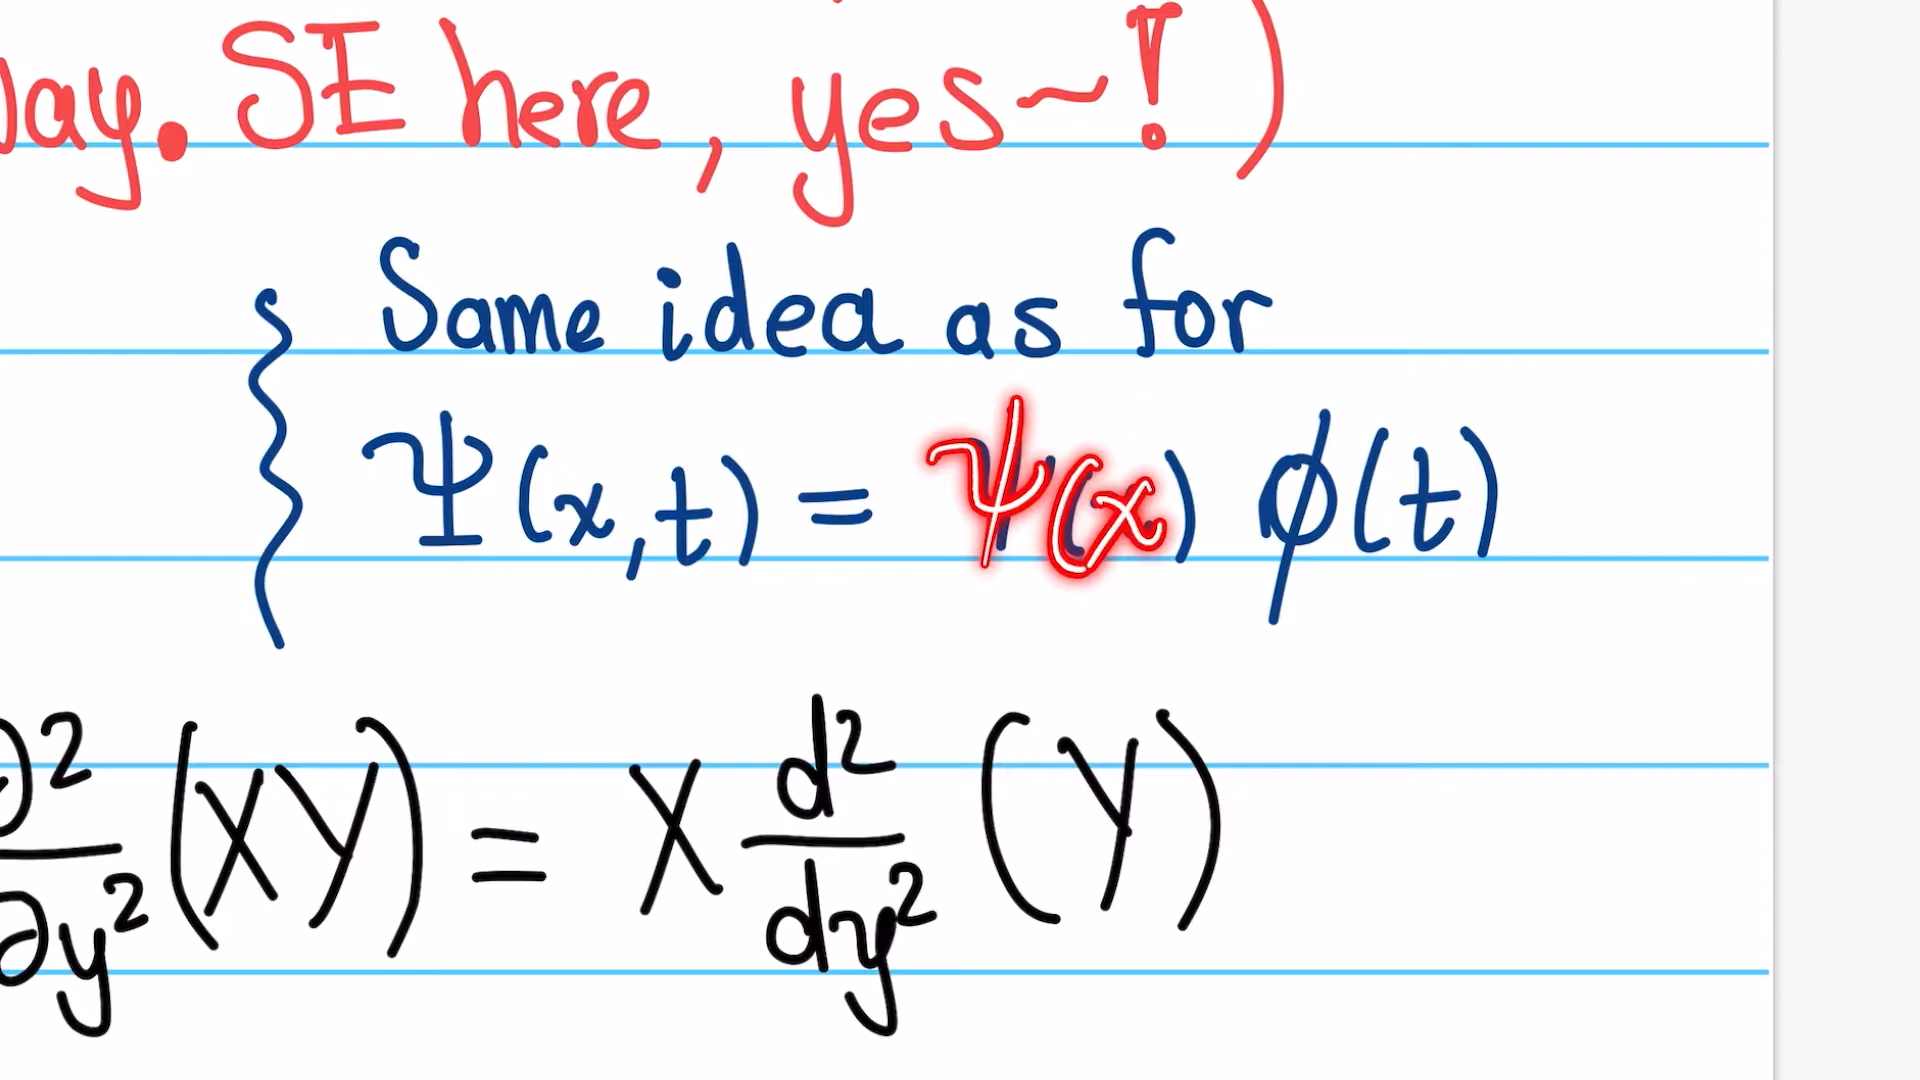 ay. SE here, yes~! )
{ Same idea as for
Ψ(x,t) = ψ(x) ϕ(t)
∂²/∂y² (XY) = X d²/dy² (Y)